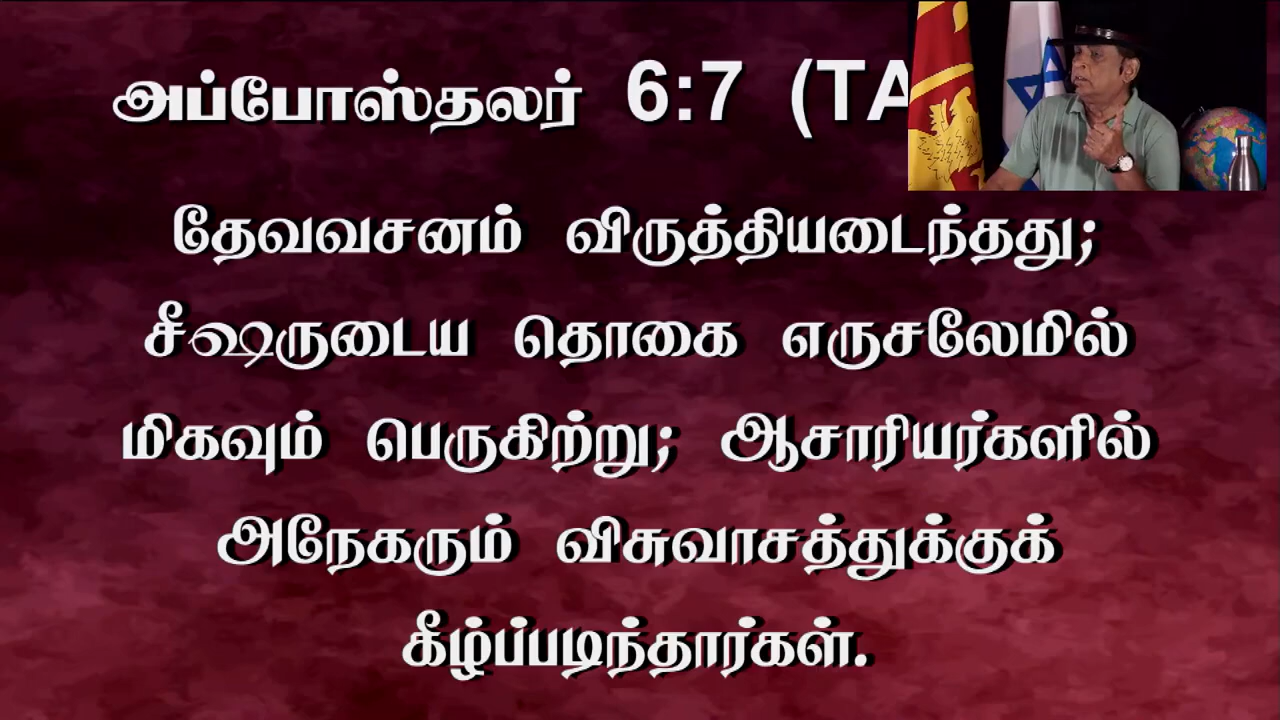 அப்போஸ்தலர் 6:7 (TA
தேவவசனம் விருத்தியடைந்தது;
சீஷருடைய தொகை எருசலேமில்
மிகவும் பெருகிற்று; ஆசாரியர்களில்
அநேகரும் விசுவாசத்துக்குக்
கீழ்ப்படிந்தார்கள்.